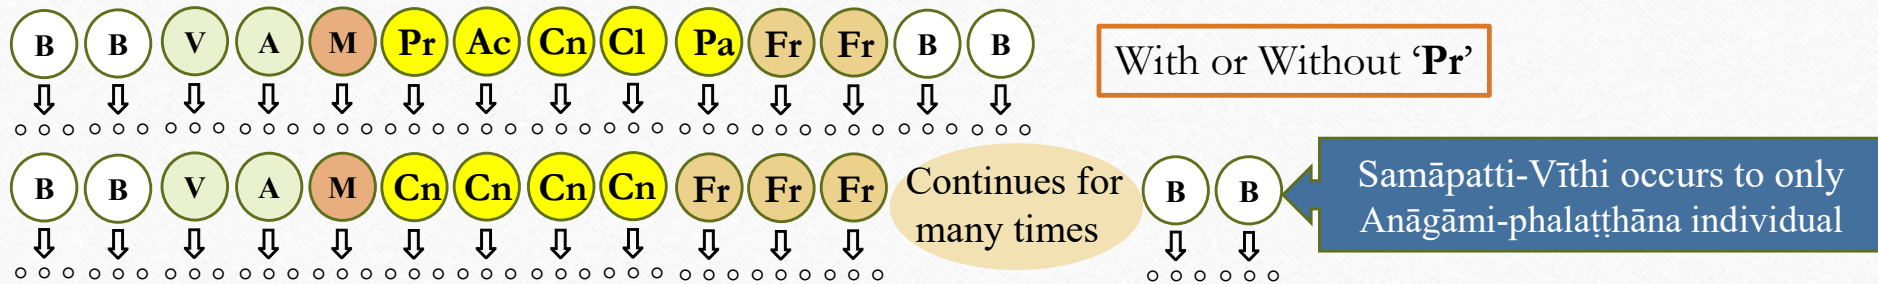 B B V A M Pr Ac Cn Cl Pa Fr Fr B B
With or Without ‘Pr’
B B V A M Cn Cn Cn Cn Fr Fr Fr
Continues for
many times
B B
Samāpatti-Vīthi occurs to only
Anāgāmi-phalaṭṭhāna individual